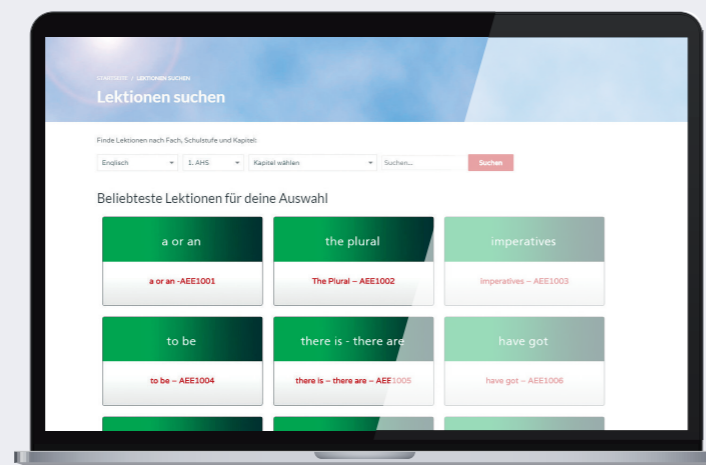 STARTSEITE / LEKTIONEN SUCHEN
Lektionen suchen
Finde Lektionen nach Fach, Schulstufe und Kapitel:
Englisch 1. AHS Kapitel wählen Suchen... Suchen
Beliebteste Lektionen für deine Auswahl
a or an the plural imperatives
a or an -AEE1001 The Plural – AEE1002 imperatives – AEE1003
to be there is - there are have got
to be – AEE1004 there is – there are – AEE1005 have got – AEE1006